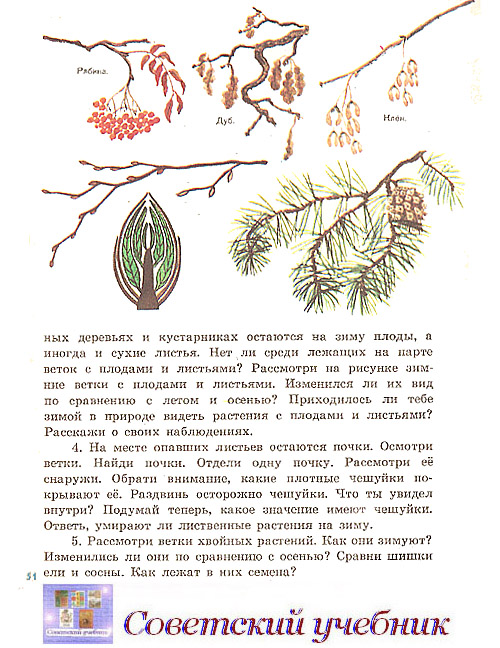 Рябина.
Дуб.
Клён.
ных деревьях и кустарниках остаются на зиму плоды, а
иногда и сухие листья. Нет ли среди лежащих на парте
веток с плодами и листьями? Рассмотри на рисунке зим-
ние ветки с плодами и листьями. Изменился ли их вид
по сравнению с летом и осенью? Приходилось ли тебе
зимой в природе видеть растения с плодами и листьями?
Расскажи о своих наблюдениях.
4. На месте опавших листьев остаются почки. Осмотри
ветки. Найди почки. Отдели одну почку. Рассмотри её
снаружи. Обрати внимание, какие плотные чешуйки по-
крывают её. Раздвинь осторожно чешуйки. Что ты увидел
внутри? Подумай теперь, какое значение имеют чешуйки.
Ответь, умирают ли лиственные растения на зиму.
5. Рассмотри ветки хвойных растений. Как они зимуют?
Изменились ли они по сравнению с осенью? Сравни шишки
ели и сосны. Как лежат в них семена?
51
Советский учебник
Советский учебник